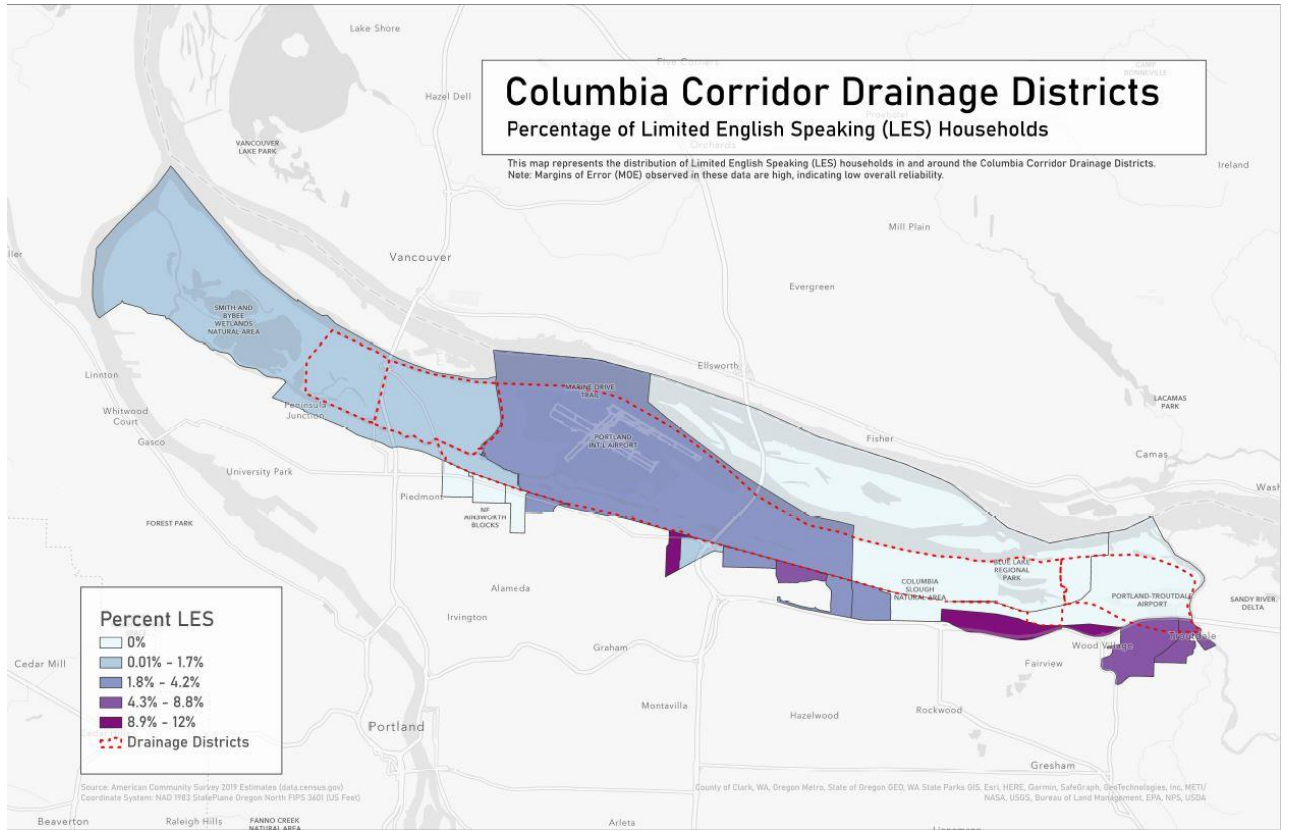 Lake Shore
Five Corners
CAMP
BONNEVILLE
Hazel Dell
Columbia Corridor Drainage Districts
Percentage of Limited English Speaking (LES) Households
Orchards
VANCOUVER
LAKE PARK
This map represents the distribution of Limited English Speaking (LES) households in and around the Columbia Corridor Drainage Districts.
Note: Margins of Error (MOE) observed in these data are high, indicating low overall reliability.
Ireland
Mill Plain
Vancouver
Evergreen
SMITH AND
BYBEE
WETLANDS
NATURAL AREA
Ellsworth
Linnton
MARINE DRIVE
TRAIL
Peninsula
Junction
LACAMAS
PARK
Whitwood
Court
Gasco
PORTLAND
INT'L AIRPORT
Fisher
Camas
University Park
Wash
Piedmont
NE
AINSWORTH
BLOCKS
FOREST PARK
BLUE LAKE
REGIONAL
PARK
COLUMBIA
SLOUGH
NATURAL AREA
PORTLAND-TROUTDALE
AIRPORT
SANDY RIVER
DELTA
Alameda
Irvington
Troutdale
Graham
Wood Village
Fairview
Percent LES
0%
0.01% - 1.7%
1.8% - 4.2%
4.3% - 8.8%
8.9% - 12%
Drainage Districts
Cedar Mill
Montavilla
Hazelwood
Rockwood
Portland
Gresham
Source: American Community Survey 2019 Estimates (data.census.gov)
Coordinate System: NAD 1983 StatePlane Oregon North FIPS 3601 (US Feet)
County of Clark, WA, Oregon Metro, State of Oregon GEO, WA State Parks GIS, Esri, HERE, Garmin, SafeGraph, GeoTechnologies, Inc, METI/
NASA, USGS, Bureau of Land Management, EPA, NPS, USDA
Beaverton
Raleigh Hills
FANNO CREEK
NATURAL AREA
Arleta